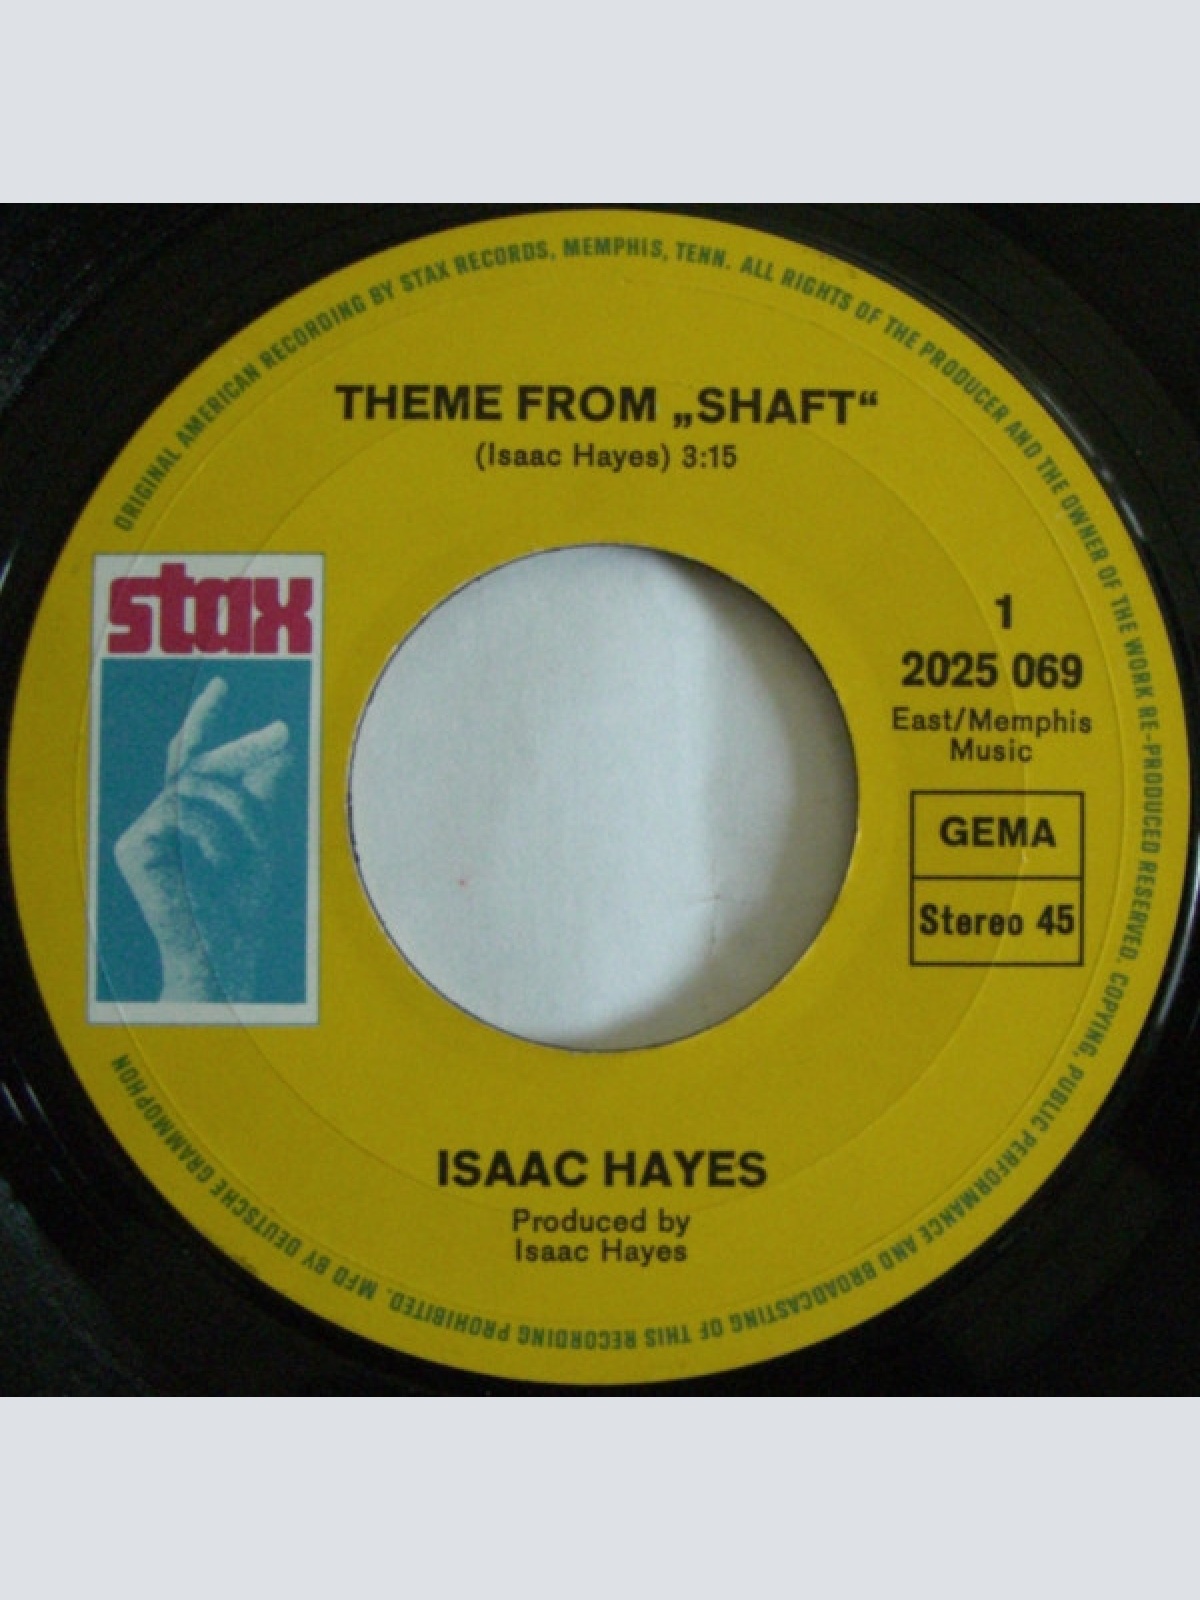 ORIGINAL AMERICAN RECORDING BY STAX RECORDS, MEMPHIS, TENN. ALL RIGHTS OF THE PRODUCER AND THE OWNER OF THE WORK RE-PRODUCED RESERVED. COPYING, PUBLIC PERFORMANCE AND BROADCASTING OF THIS RECORDING PROHIBITED. MFD BY DEUTSCHE GRAMMOPHON
THEME FROM „SHAFT“
(Isaac Hayes) 3:15
stax
1
2025 069
East/Memphis
Music
GEMA
Stereo 45
ISAAC HAYES
Produced by
Isaac Hayes